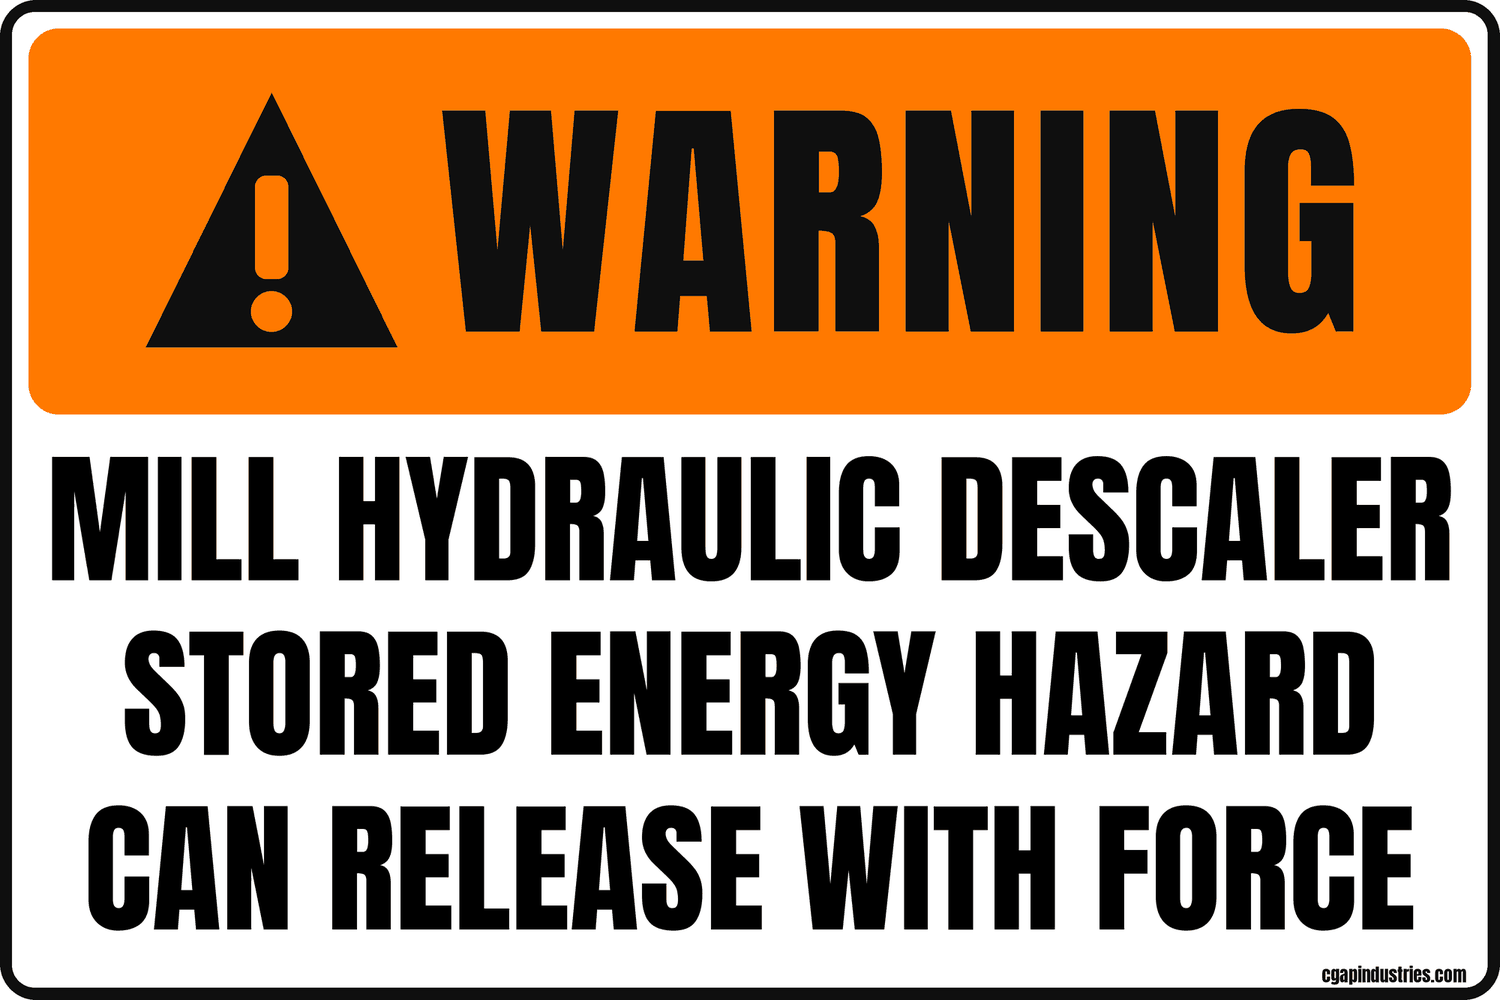 WARNING
MILL HYDRAULIC DESCALER
STORED ENERGY HAZARD
CAN RELEASE WITH FORCE
cgapindustries.com